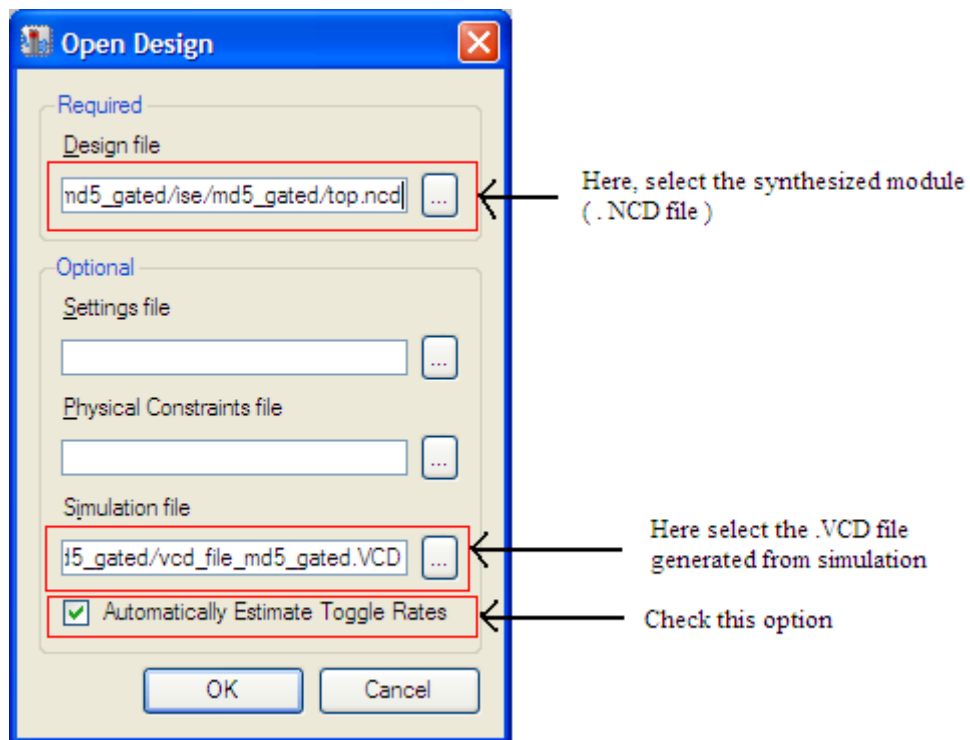 Open Design
Required
Design file
nd5_gated/ise/md5_gated/top.ncd
...
Here, select the synthesized module
( . NCD file )
Optional
Settings file
...
Physical Constraints file
...
Simulation file
d5_gated/vcd_file_md5_gated.VCD
...
Here select the .VCD file
generated from simulation
Automatically Estimate Toggle Rates
Check this option
OK
Cancel